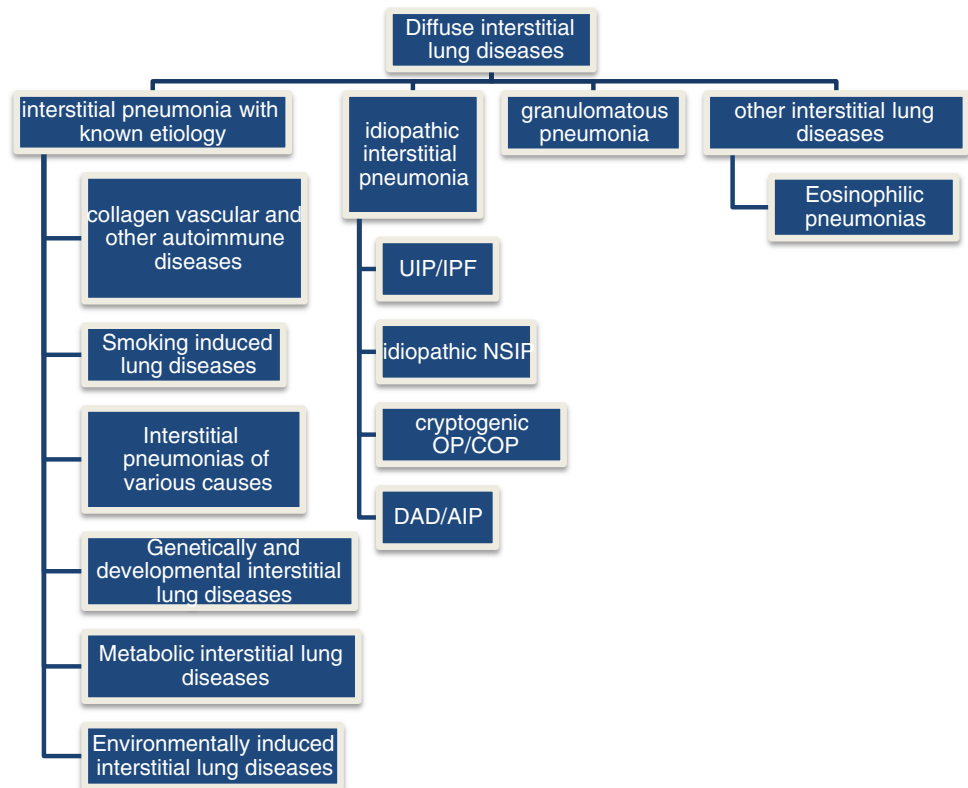 Diffuse interstitial
lung diseases
interstitial pneumonia with
known etiology
collagen vascular and
other autoimmune
diseases
Smoking induced
lung diseases
Interstitial
pneumonias of
various causes
Genetically and
developmental interstitial
lung diseases
Metabolic interstitial lung
diseases
Environmentally induced
interstitial lung diseases
idiopathic
interstitial
pneumonia
UIP/IPF
idiopathic NSIP
cryptogenic
OP/COP
DAD/AIP
granulomatous
pneumonia
other interstitial lung
diseases
Eosinophilic
pneumonias